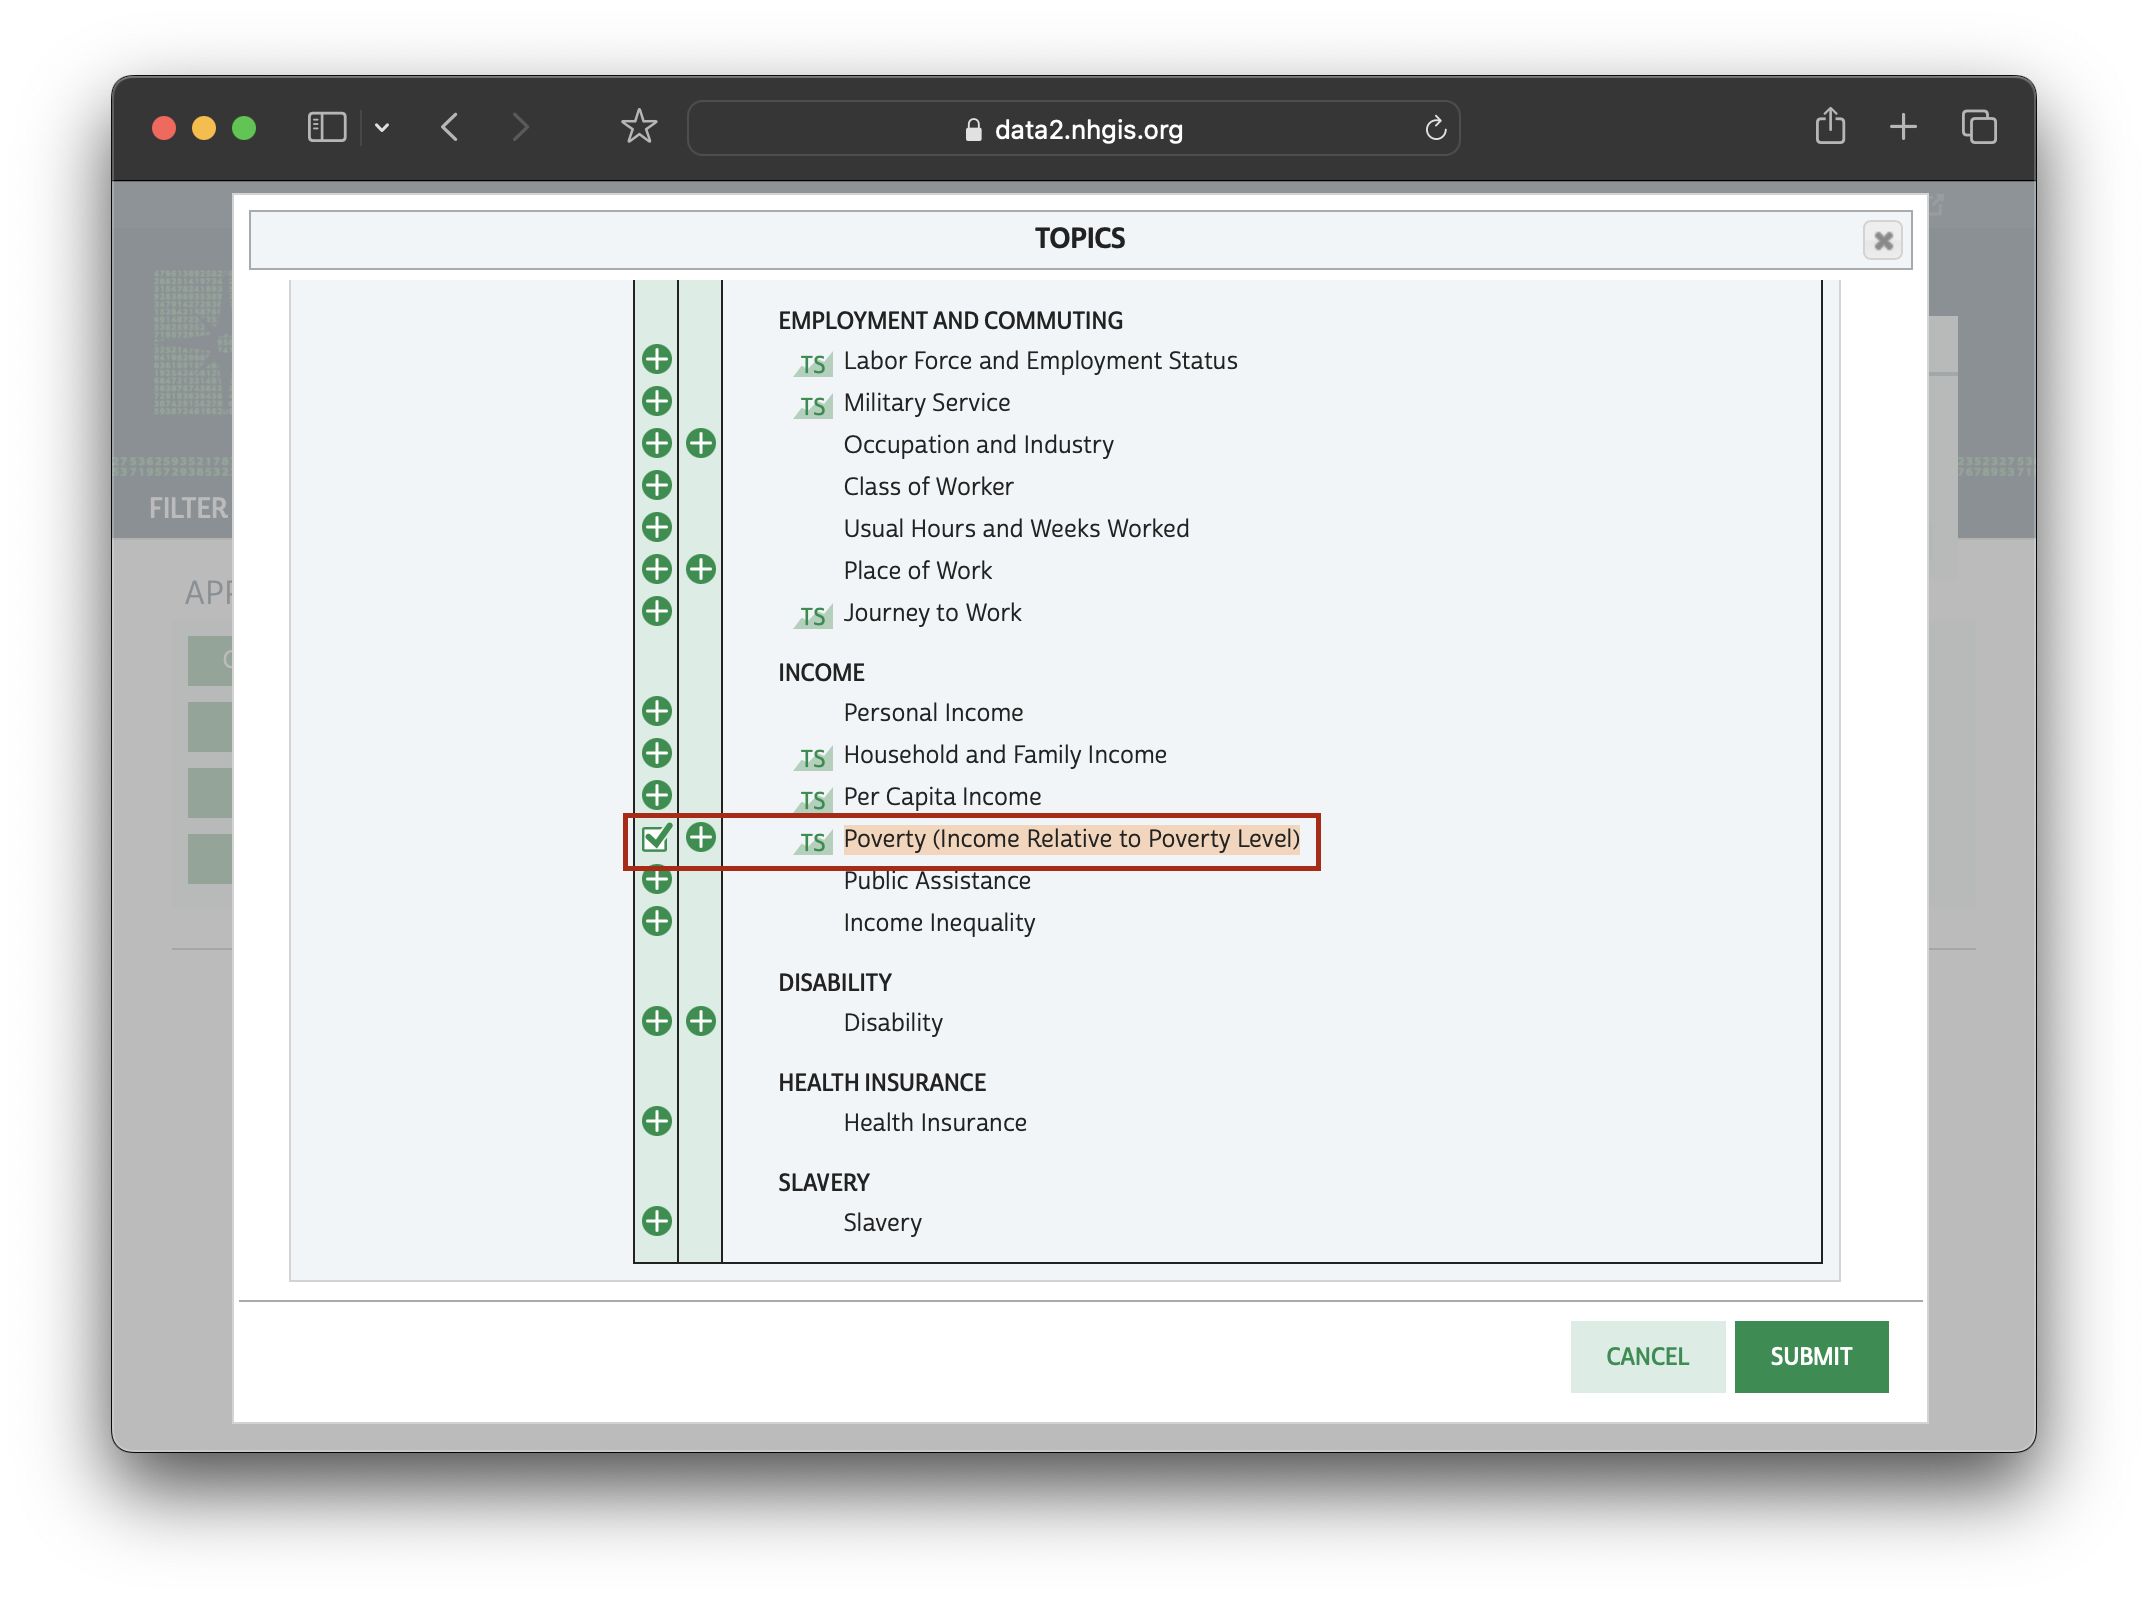 data2.nhgis.org
TOPICS
FILTER
EMPLOYMENT AND COMMUTING
TS Labor Force and Employment Status
TS Military Service
Occupation and Industry
Class of Worker
Usual Hours and Weeks Worked
Place of Work
TS Journey to Work
INCOME
Personal Income
TS Household and Family Income
TS Per Capita Income
TS Poverty (Income Relative to Poverty Level)
Public Assistance
Income Inequality
DISABILITY
Disability
HEALTH INSURANCE
Health Insurance
SLAVERY
Slavery
CANCEL SUBMIT